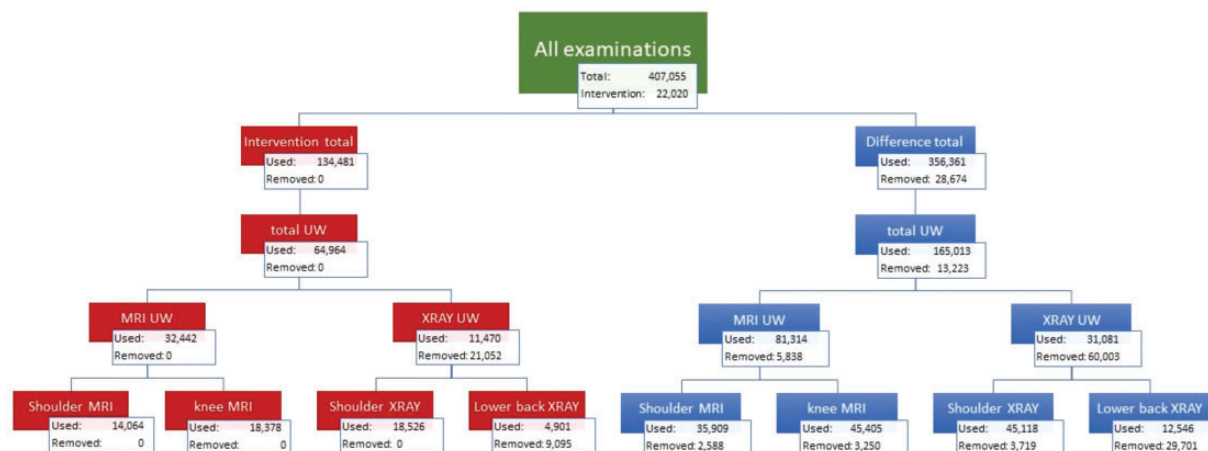 All examinations
Total: 407,055
Intervention: 22,020
Intervention total
Used: 134,481
Removed: 0
Difference total
Used: 356,361
Removed: 28,674
total UW
Used: 64,964
Removed: 0
total UW
Used: 165,013
Removed: 13,223
MRI UW
Used: 32,442
Removed: 0
XRAY UW
Used: 11,470
Removed: 21,052
MRI UW
Used: 81,314
Removed: 5,838
XRAY UW
Used: 31,081
Removed: 60,003
Shoulder MRI
Used: 14,064
Removed: 0
knee MRI
Used: 18,378
Removed: 0
Shoulder XRAY
Used: 18,526
Removed: 0
Lower back XRAY
Used: 4,901
Removed: 9,095
Shoulder MRI
Used: 35,909
Removed: 2,588
knee MRI
Used: 45,405
Removed: 3,250
Shoulder XRAY
Used: 45,118
Removed: 3,719
Lower back XRAY
Used: 12,546
Removed: 29,701